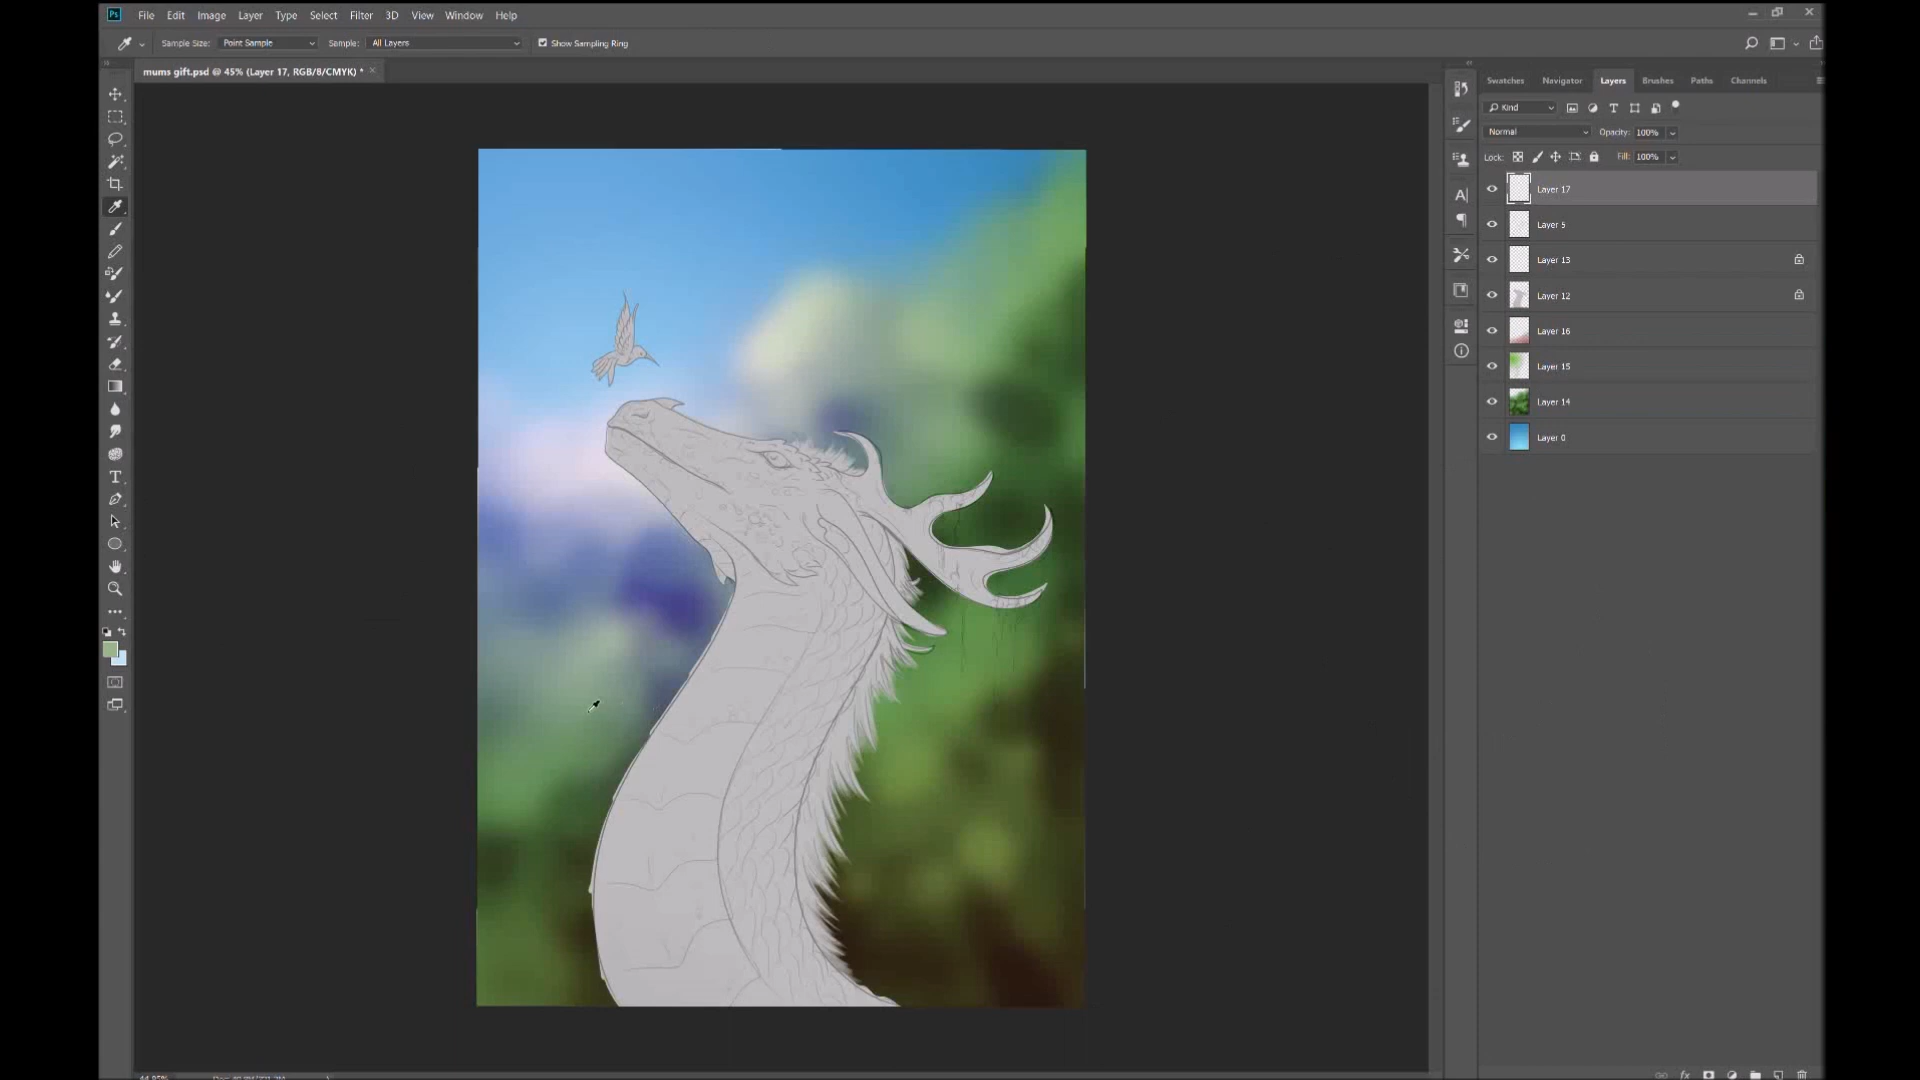 File Edit Image Layer Type Select Filter 3D View Window Help
Sample Size: Point Sample Sample: All Layers Show Sampling Ring
mums gift.psd @ 45% (Layer 17, RGB/8/CMYK) *
Swatches Navigator Layers Brushes Paths Channels
Kind
Normal Opacity: 100%
Lock: Fill: 100%
Layer 17
Layer 5
Layer 13
Layer 12
Layer 16
Layer 15
Layer 14
Layer 0